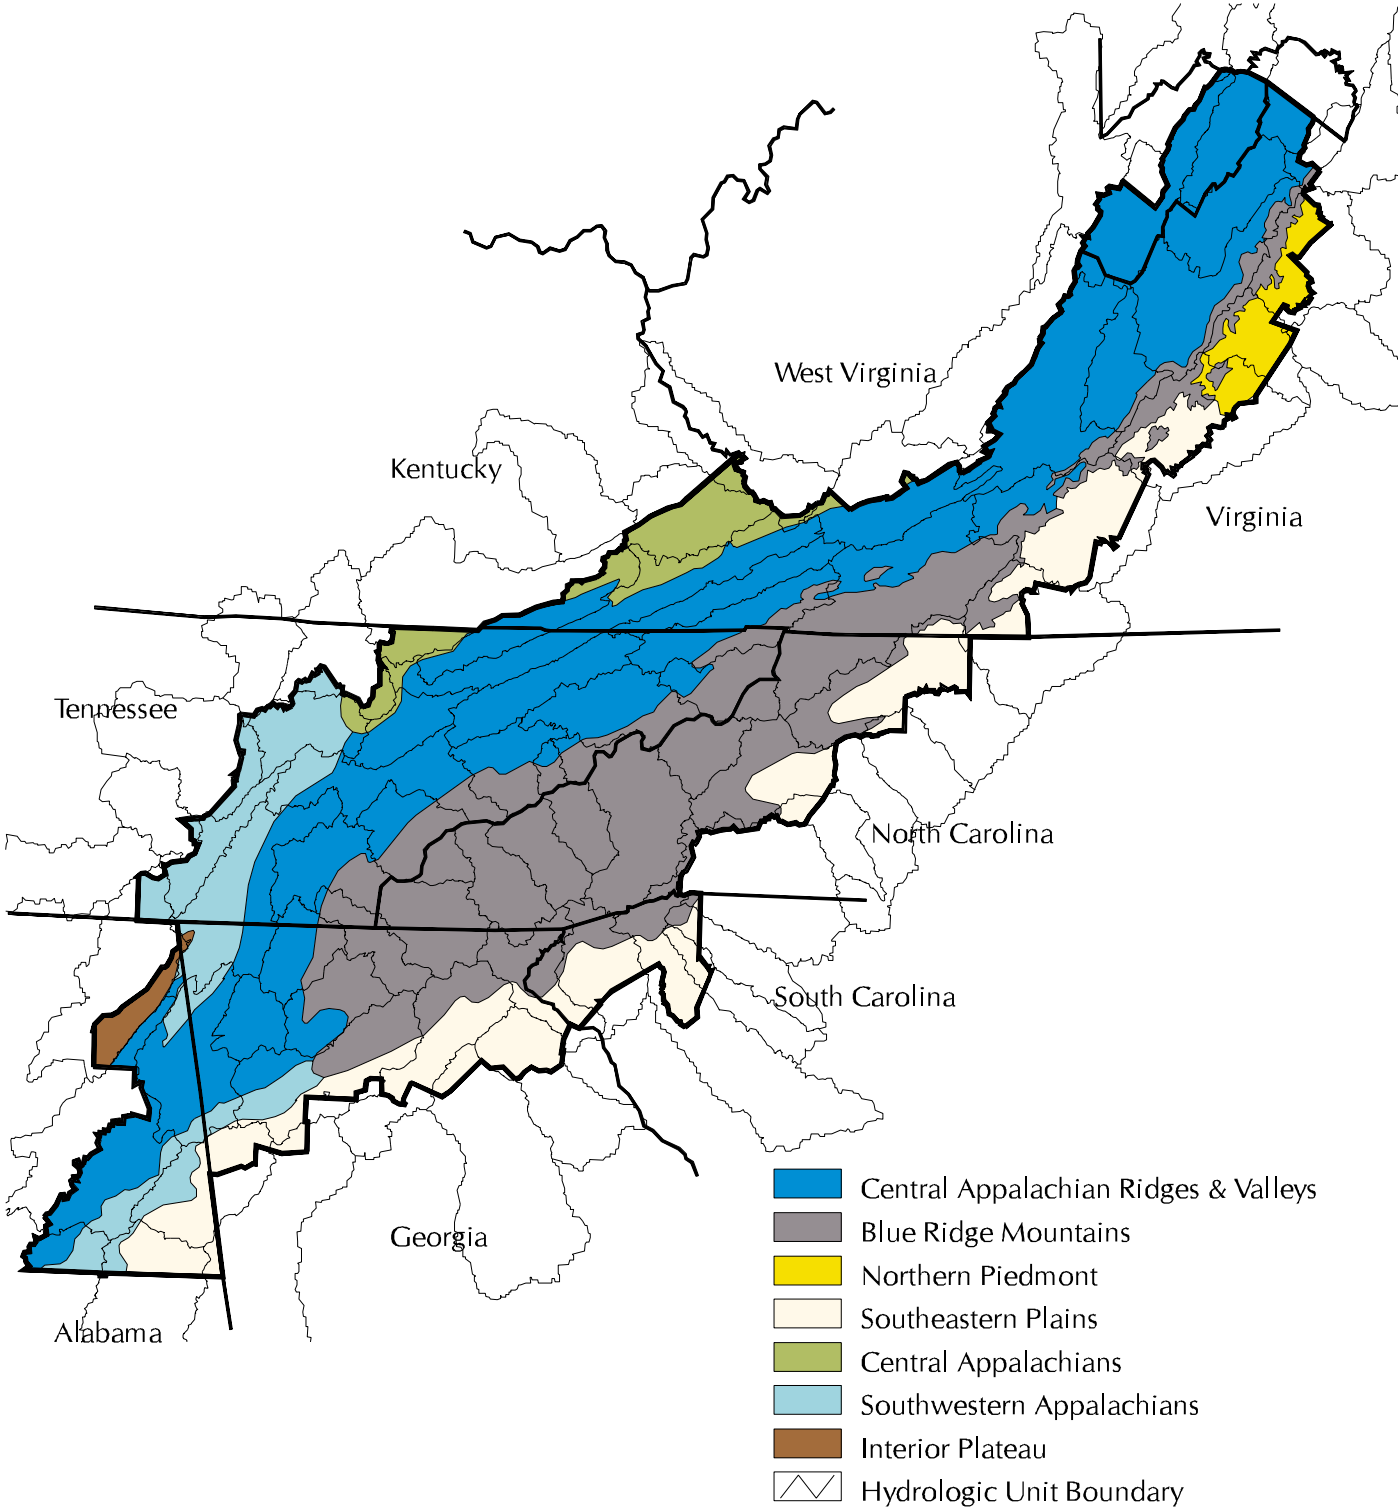 West Virginia
Kentucky
Virginia
Tennessee
North Carolina
South Carolina
Georgia
Alabama
Central Appalachian Ridges & Valleys
Blue Ridge Mountains
Northern Piedmont
Southeastern Plains
Central Appalachians
Southwestern Appalachians
Interior Plateau
Hydrologic Unit Boundary